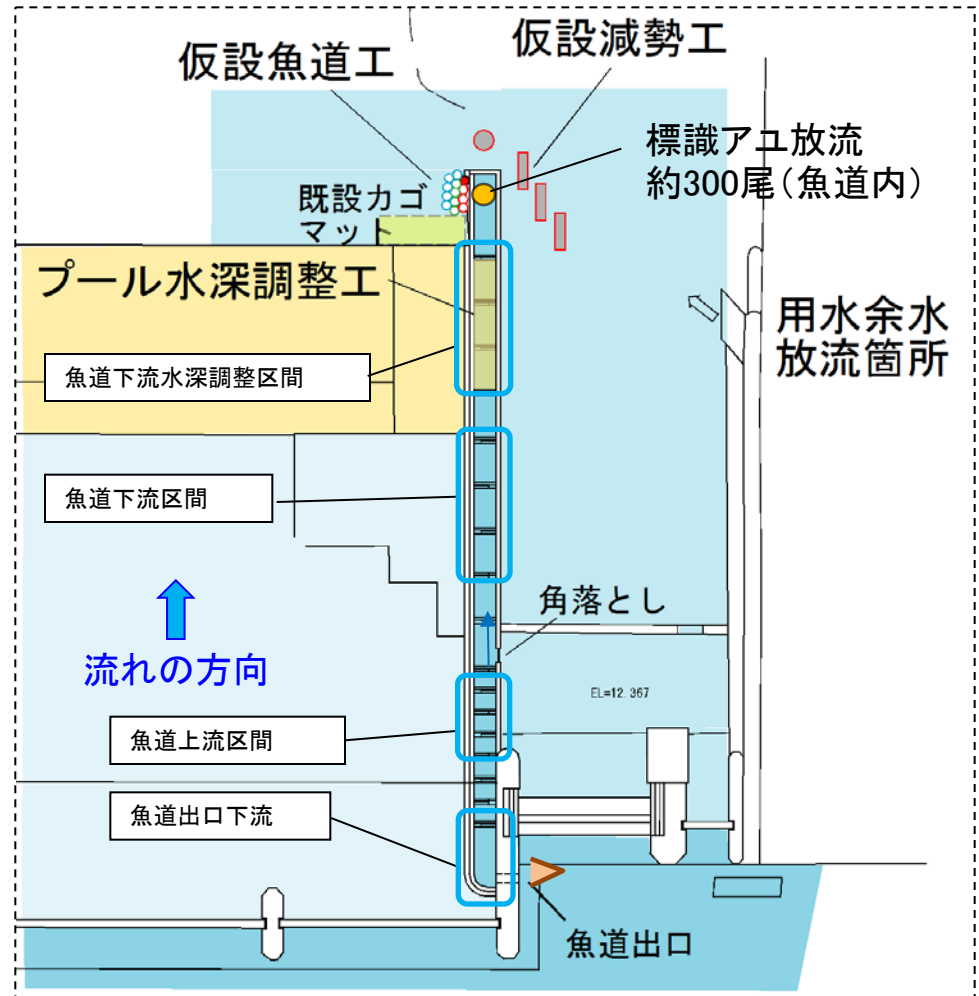 仮設魚道工
仮設減勢工
標識アユ放流
約300尾（魚道内）
既設カゴ
マット
プール水深調整工
用水余水
放流箇所
魚道下流水深調整区間
魚道下流区間
角落とし
流れの方向
EL=12.367
魚道上流区間
魚道出口下流
魚道出口